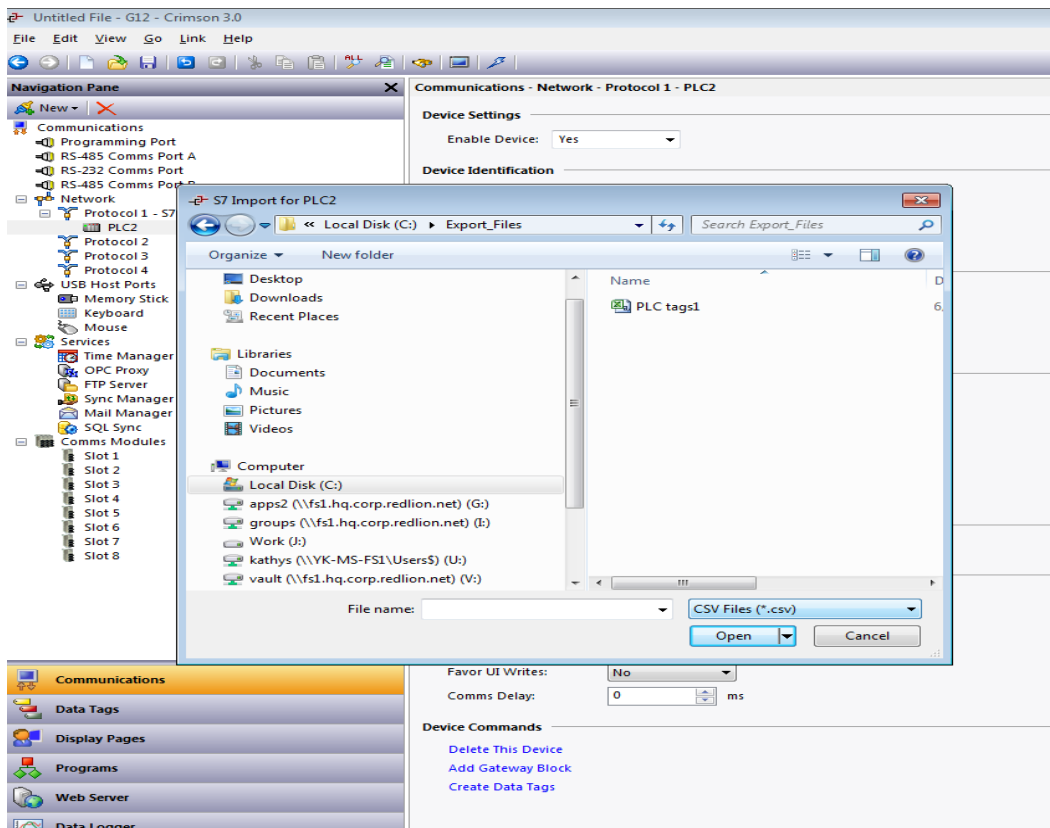 Untitled File - G12 - Crimson 3.0
File Edit View Go Link Help
Navigation Pane
New
Communications
Programming Port
RS-485 Comms Port A
RS-232 Comms Port
RS-485 Comms Port
Network
Protocol 1 - S7
PLC2
Protocol 2
Protocol 3
Protocol 4
USB Host Ports
Memory Stick
Keyboard
Mouse
Services
Time Manager
OPC Proxy
FTP Server
Sync Manager
Mail Manager
SQL Sync
Comms Modules
Slot 1
Slot 2
Slot 3
Slot 4
Slot 5
Slot 6
Slot 7
Slot 8
Communications
Data Tags
Display Pages
Programs
Web Server
Data Logger
Communications - Network - Protocol 1 - PLC2
Device Settings
Enable Device: Yes
Device Identification
S7 Import for PLC2
« Local Disk (C:) Export_Files
Search Export_Files
Organize New folder
Desktop
Downloads
Recent Places
Libraries
Documents
Music
Pictures
Videos
Computer
Local Disk (C:)
apps2 (\\fs1.hq.corp.redlion.net) (G:)
groups (\\fs1.hq.corp.redlion.net) (I:)
Work (J:)
kathys (\\YK-MS-FS1\Users$) (U:)
vault (\\fs1.hq.corp.redlion.net) (V:)
Name D
PLC tags1 6
File name:
CSV Files (*.csv)
Open Cancel
Favor UI Writes: No
Comms Delay: 0 ms
Device Commands
Delete This Device
Add Gateway Block
Create Data Tags